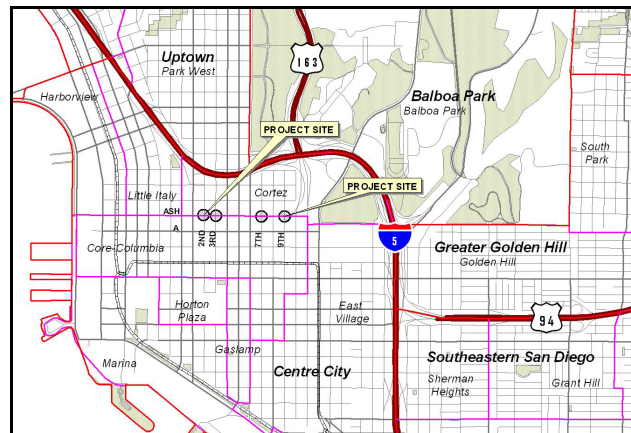 Uptown
Park West
163
Harborview
Balboa Park
Balboa Park
PROJECT SITE
South
Park
Little Italy
Cortez
PROJECT SITE
ASH
A
2ND
3RD
7TH
9TH
Core-Columbia
5
Greater Golden Hill
Golden Hill
Horton
Plaza
East
Village
94
Gaslamp
Marina
Centre City
Southeastern San Diego
Sherman
Heights
Grant Hill